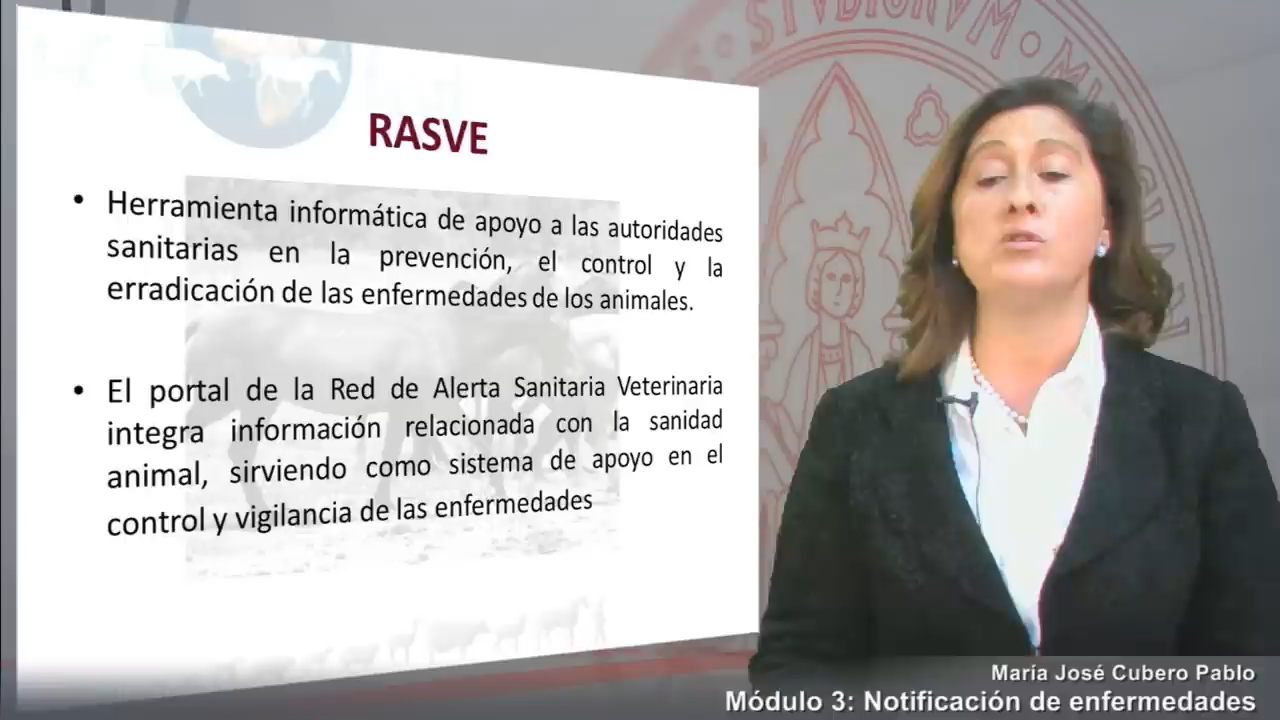 RASVE
• Herramienta informática de apoyo a las autoridades
sanitarias en la prevención, el control y la
erradicación de las enfermedades de los animales.
• El portal de la Red de Alerta Sanitaria Veterinaria
integra información relacionada con la sanidad
animal, sirviendo como sistema de apoyo en el
control y vigilancia de las enfermedades
STVDIORVM
María José Cubero Pablo
Módulo 3: Notificación de enfermedades